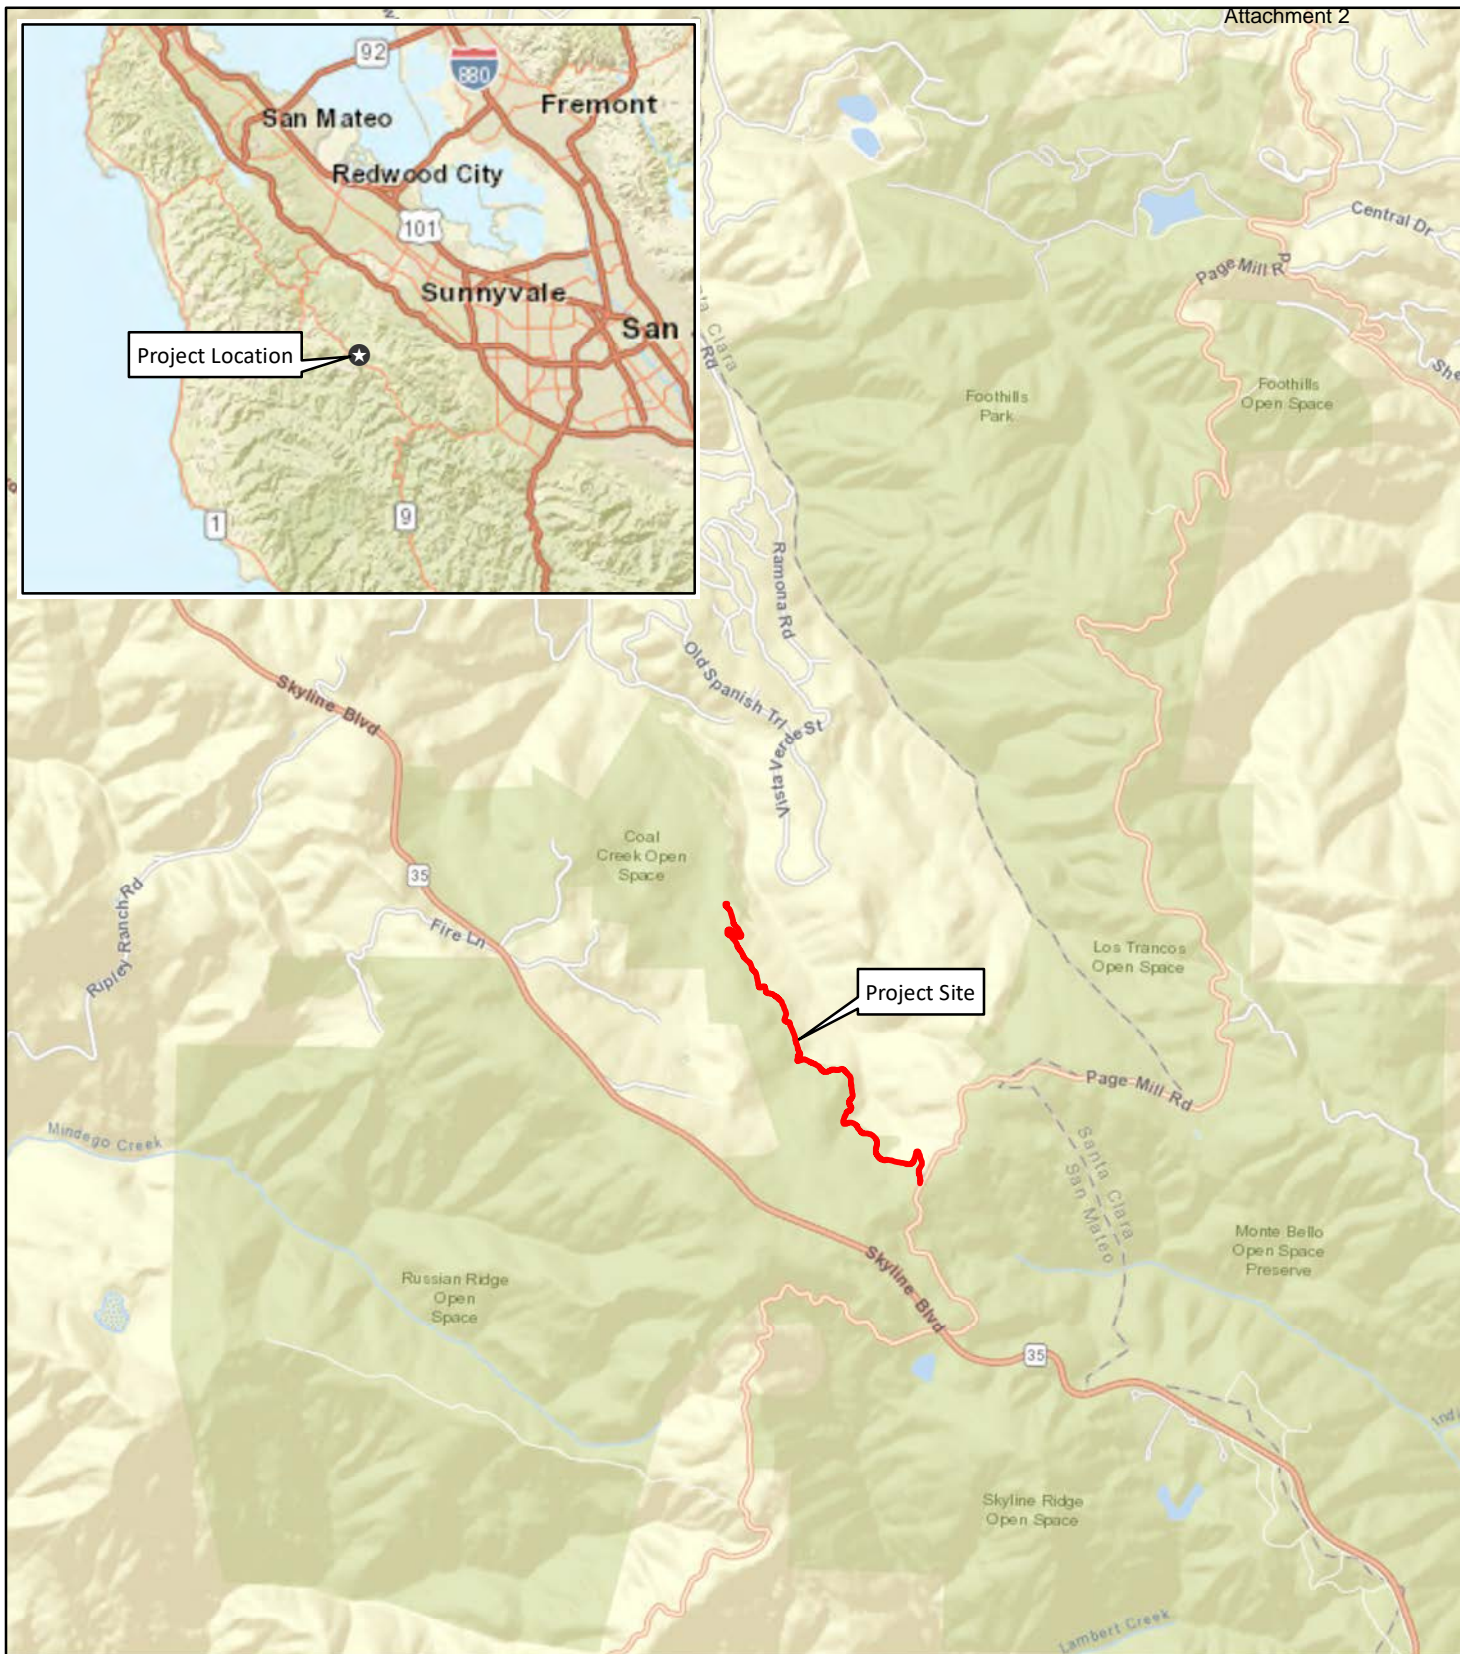 Attachment 2
92
880
Fremont
San Mateo
Redwood City
101
Sunnyvale
San
Project Location
1
9
Central Dr
Page Mill R
Clara
Rd
Foothills
Park
Foothills
Open Space
She
Ramona Rd
Old Spanish Trl
Vista Verde St
Skyline Blvd
Coal
Creek Open
Space
35
Ripley Ranch Rd
Fire Ln
Los Trancos
Open Space
Project Site
Page Mill Rd
Mindego Creek
Santa Clara
San Mateo
Monte Bello
Open Space
Preserve
Russian Ridge
Open
Space
Skyline Blvd
35
Indi
Skyline Ridge
Open Space
Lambert Creek